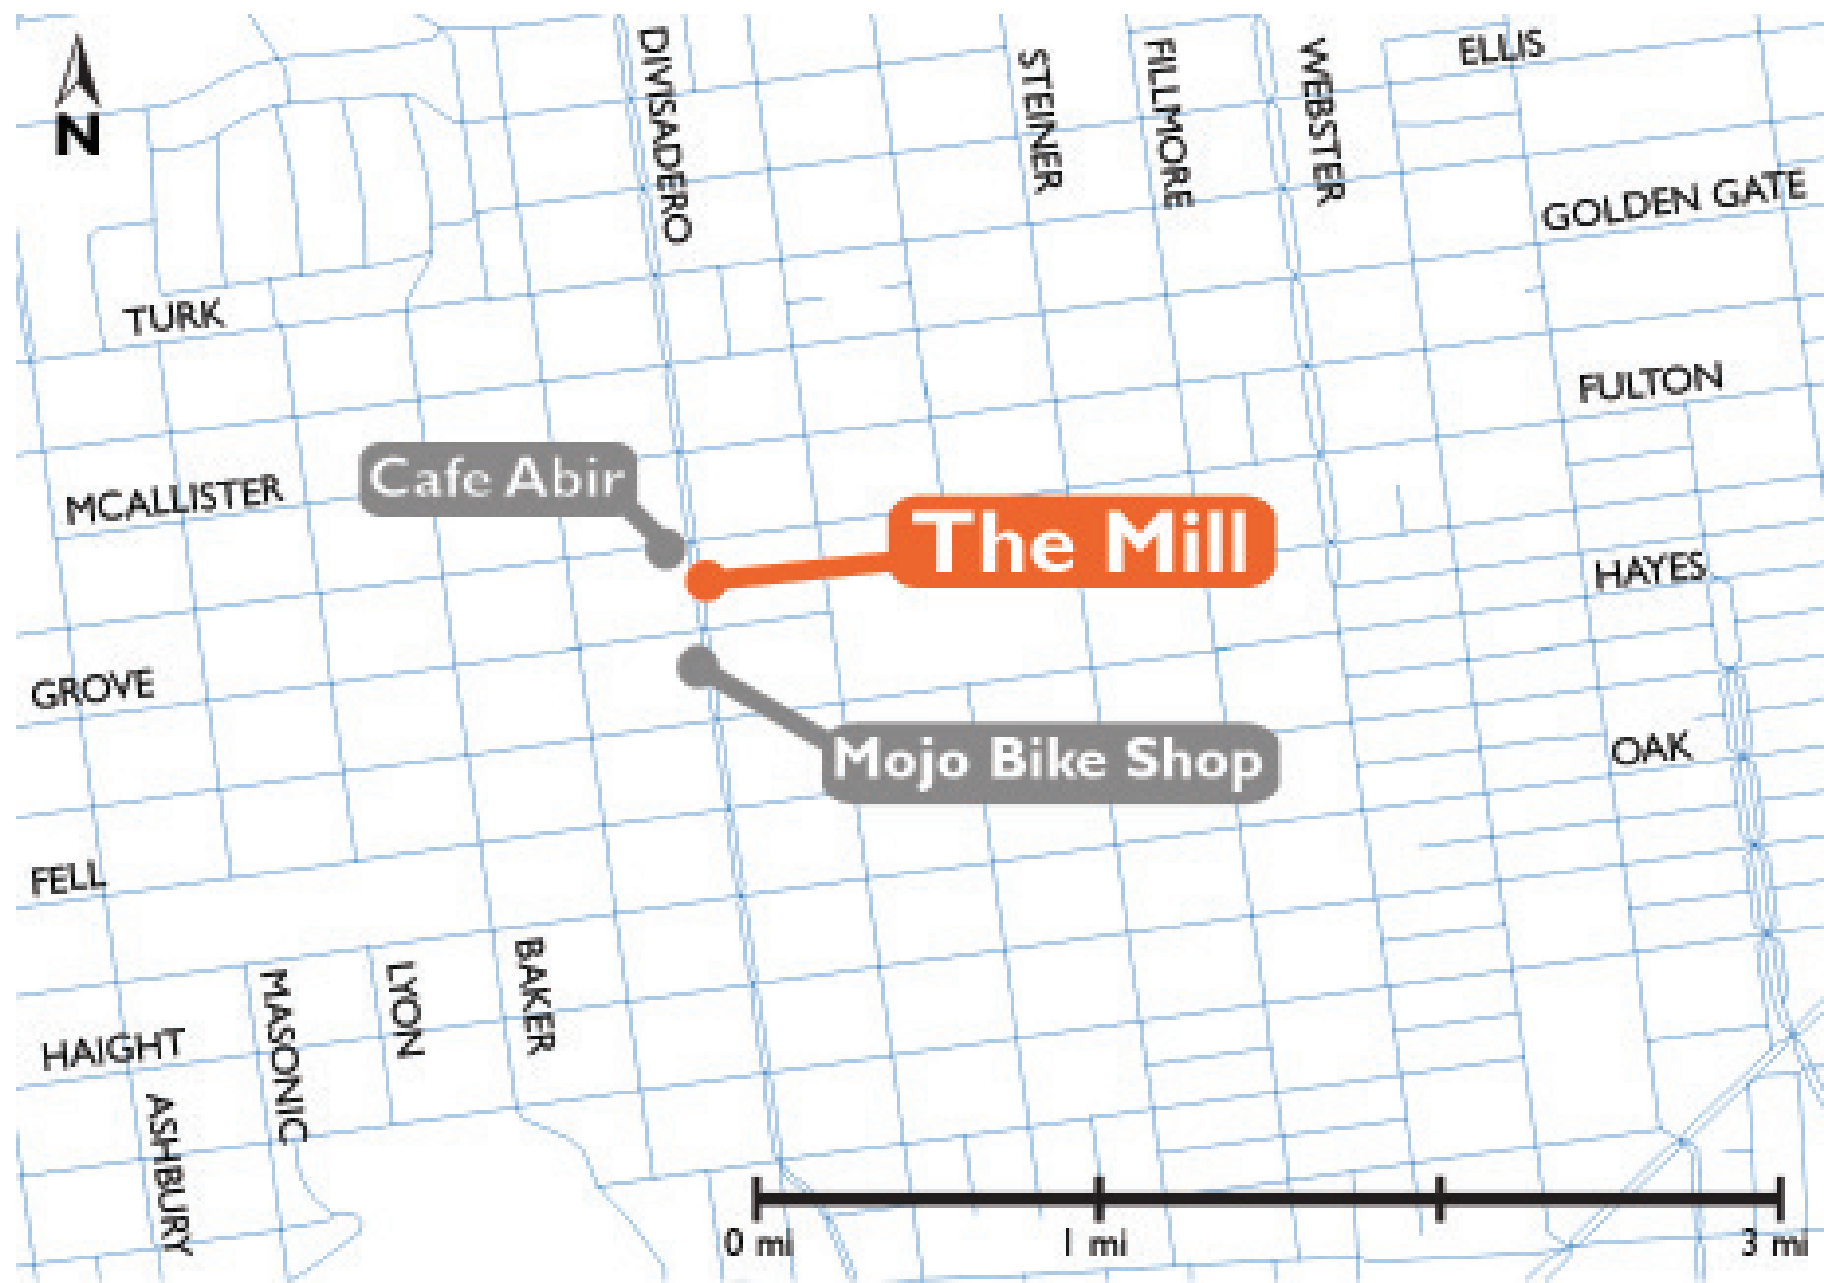 N
DIVISADERO
STEINER
FILLMORE
WEBSTER
ELLIS
GOLDEN GATE
TURK
FULTON
MCALLISTER
Cafe Abir
The Mill
HAYES
GROVE
Mojo Bike Shop
OAK
FELL
HAIGHT
ASHBURY
MASONIC
LYON
BAKER
0 mi
1 mi
3 mi